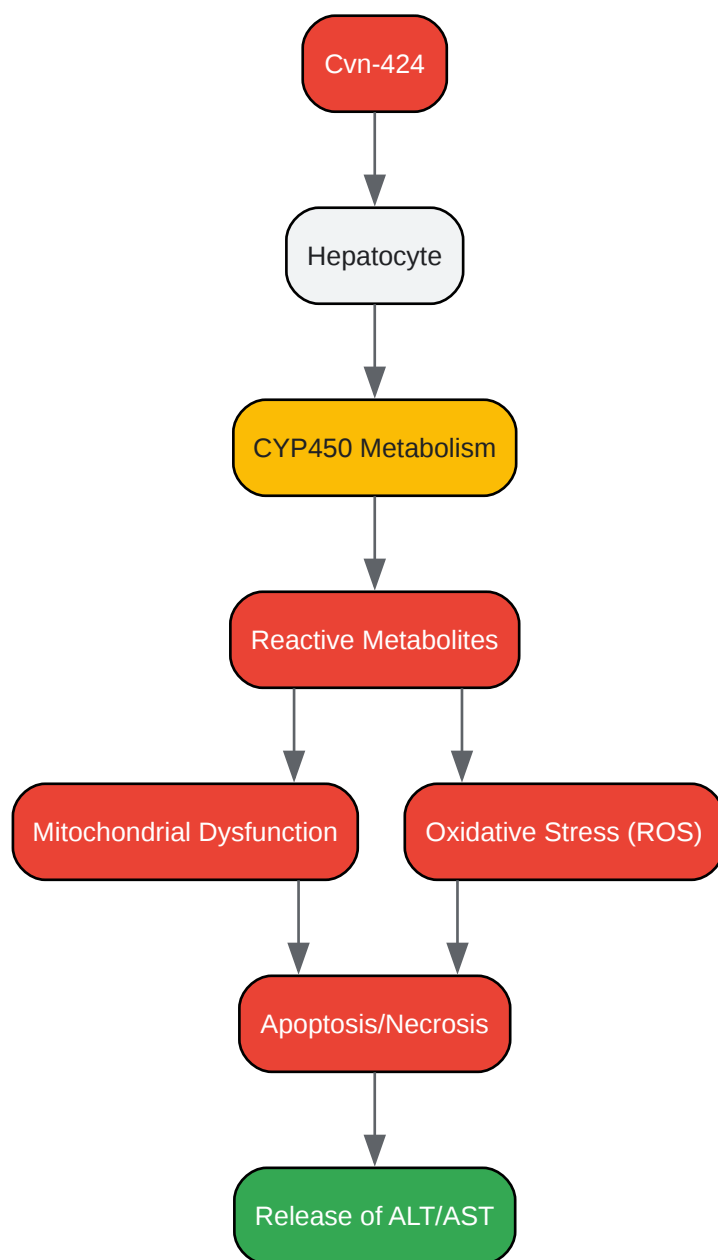 Cvn-424
Hepatocyte
CYP450 Metabolism
Reactive Metabolites
Mitochondrial Dysfunction
Oxidative Stress (ROS)
Apoptosis/Necrosis
Release of ALT/AST